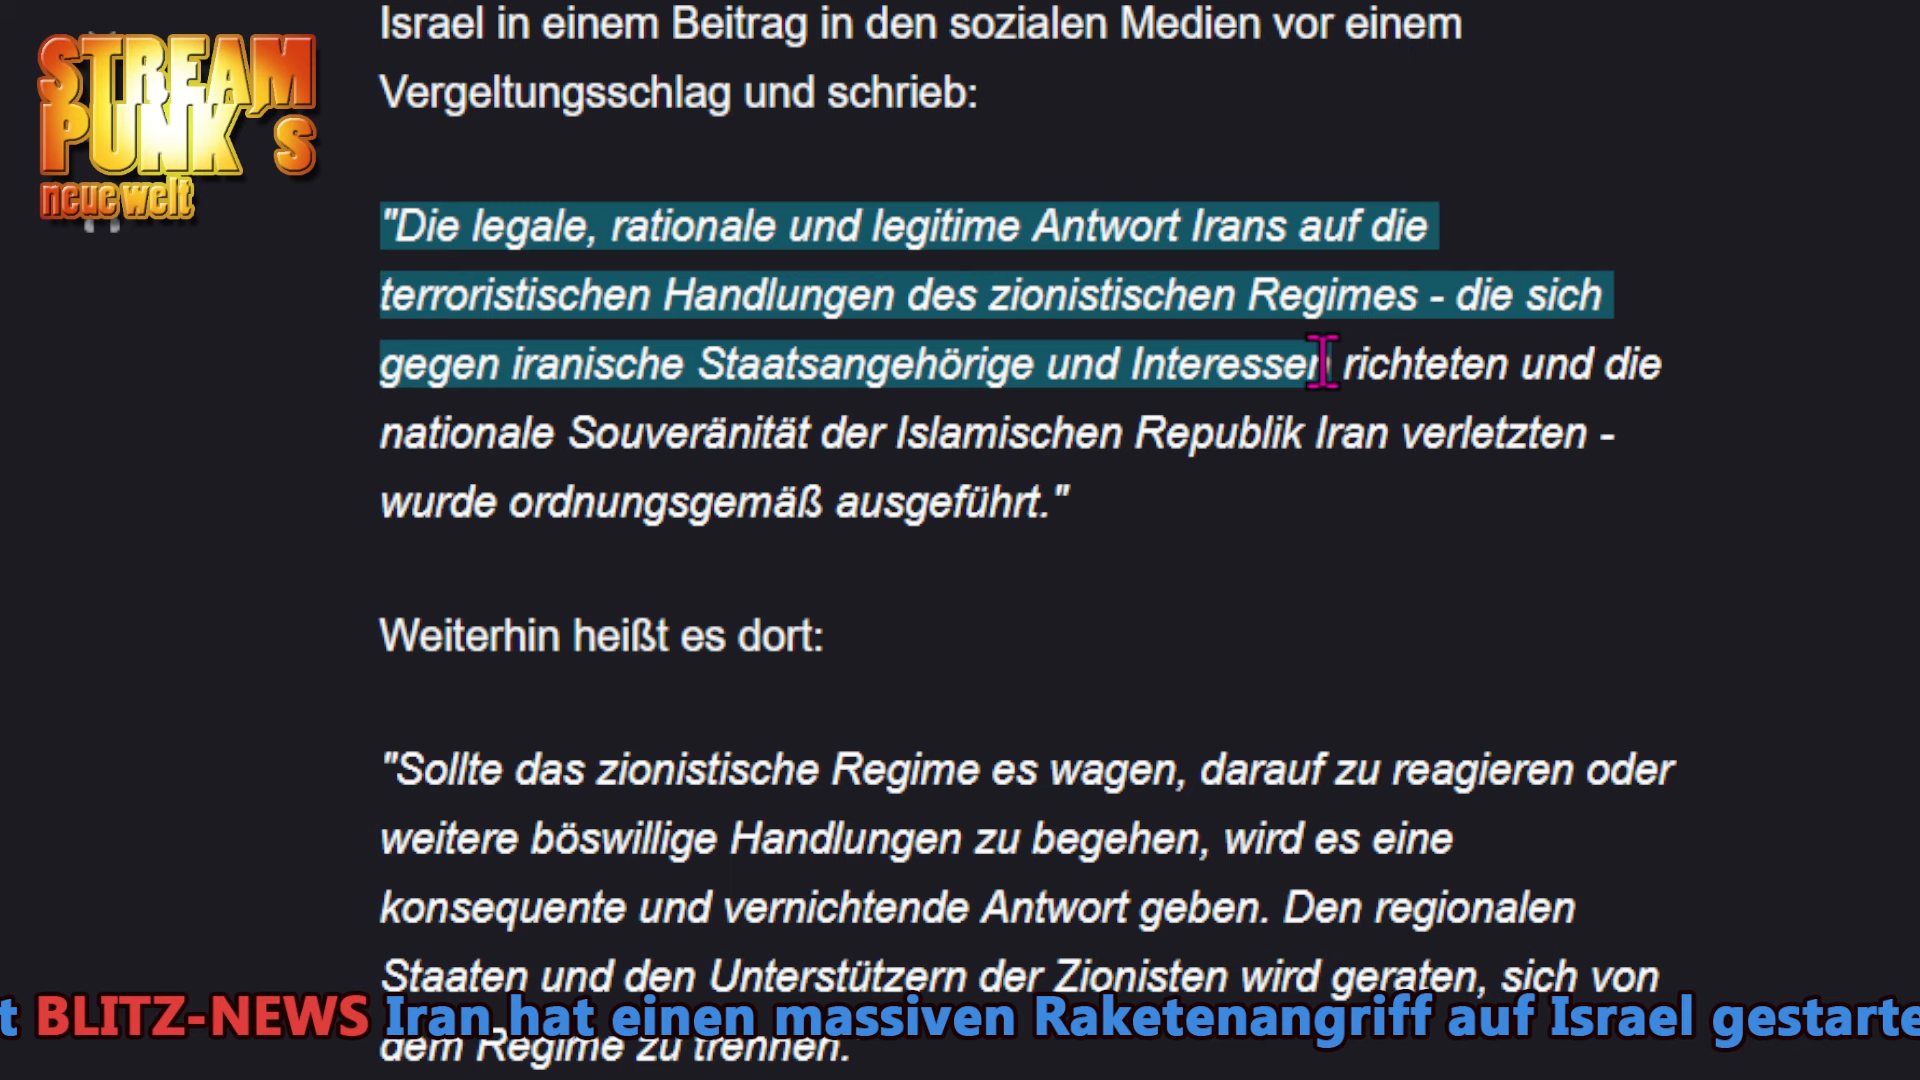 STREAM
PUNK´s
neue welt
Israel in einem Beitrag in den sozialen Medien vor einem
Vergeltungsschlag und schrieb:
"Die legale, rationale und legitime Antwort Irans auf die
terroristischen Handlungen des zionistischen Regimes - die sich
gegen iranische Staatsangehörige und Interessen richteten und die
nationale Souveränität der Islamischen Republik Iran verletzten -
wurde ordnungsgemäß ausgeführt."
Weiterhin heißt es dort:
"Sollte das zionistische Regime es wagen, darauf zu reagieren oder
weitere böswillige Handlungen zu begehen, wird es eine
konsequente und vernichtende Antwort geben. Den regionalen
Staaten und den Unterstützern der Zionisten wird geraten, sich von
t BLITZ-NEWS Iran hat einen massiven Raketenangriff auf Israel gestarte
dem Regime zu trennen.